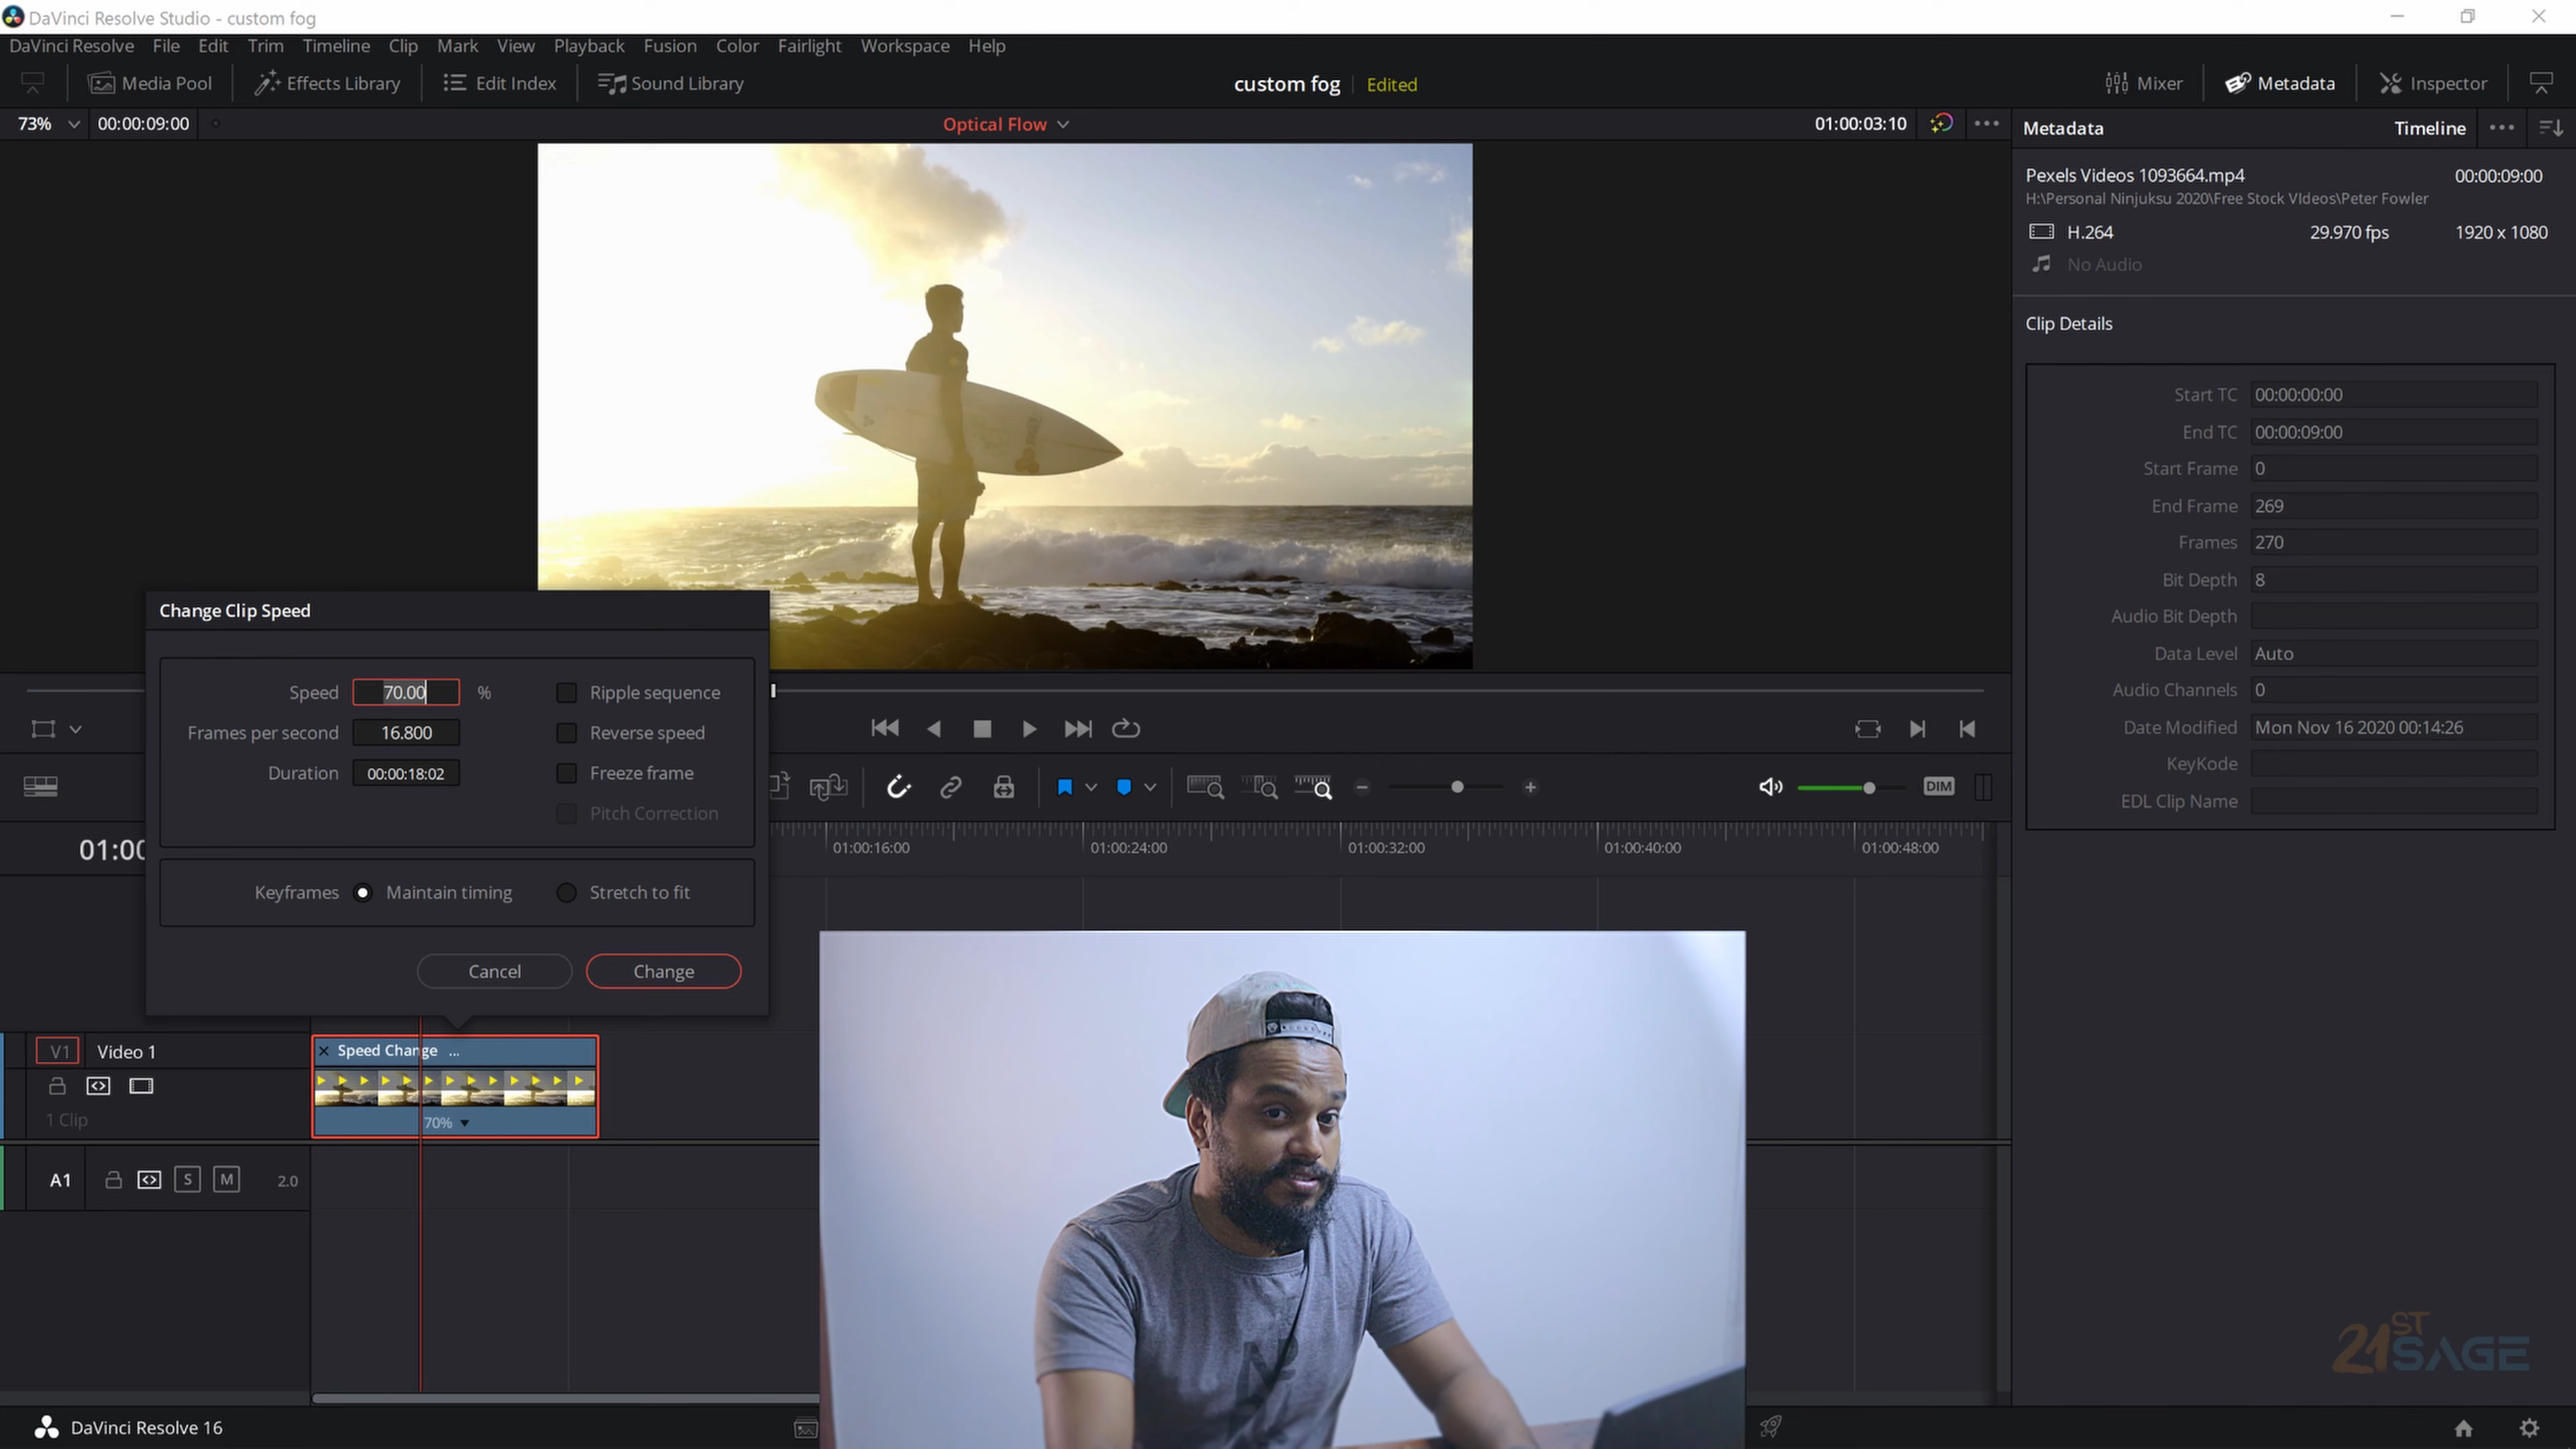 DaVinci Resolve Studio - custom fog
DaVinci Resolve File Edit Trim Timeline Clip Mark View Playback Fusion Color Fairlight Workspace Help
Media Pool Effects Library Edit Index Sound Library custom fog Edited Mixer Metadata Inspector
73% 00:00:09:00 Optical Flow 01:00:03:10 Metadata Timeline
Pexels Videos 1093664.mp4 00:00:09:00
H:\Personal Ninjuksu 2020\Free Stock VIdeos\Peter Fowler
H.264 29.970 fps 1920 x 1080
No Audio
Clip Details
Start TC 00:00:00:00
End TC 00:00:09:00
Start Frame 0
End Frame 269
Frames 270
Bit Depth 8
Audio Bit Depth
Data Level Auto
Audio Channels 0
Date Modified Mon Nov 16 2020 00:14:26
KeyKode
EDL Clip Name
Change Clip Speed
Speed 70.00 % Ripple sequence
Frames per second 16.800 Reverse speed
Duration 00:00:18:02 Freeze frame
Pitch Correction
Keyframes Maintain timing Stretch to fit
Cancel Change
DIM
01:00 01:00:16:00 01:00:24:00 01:00:32:00 01:00:40:00 01:00:48:00
V1 Video 1 Speed Change ...
1 Clip 70%
A1 S M 2.0
21ST SAGE
DaVinci Resolve 16